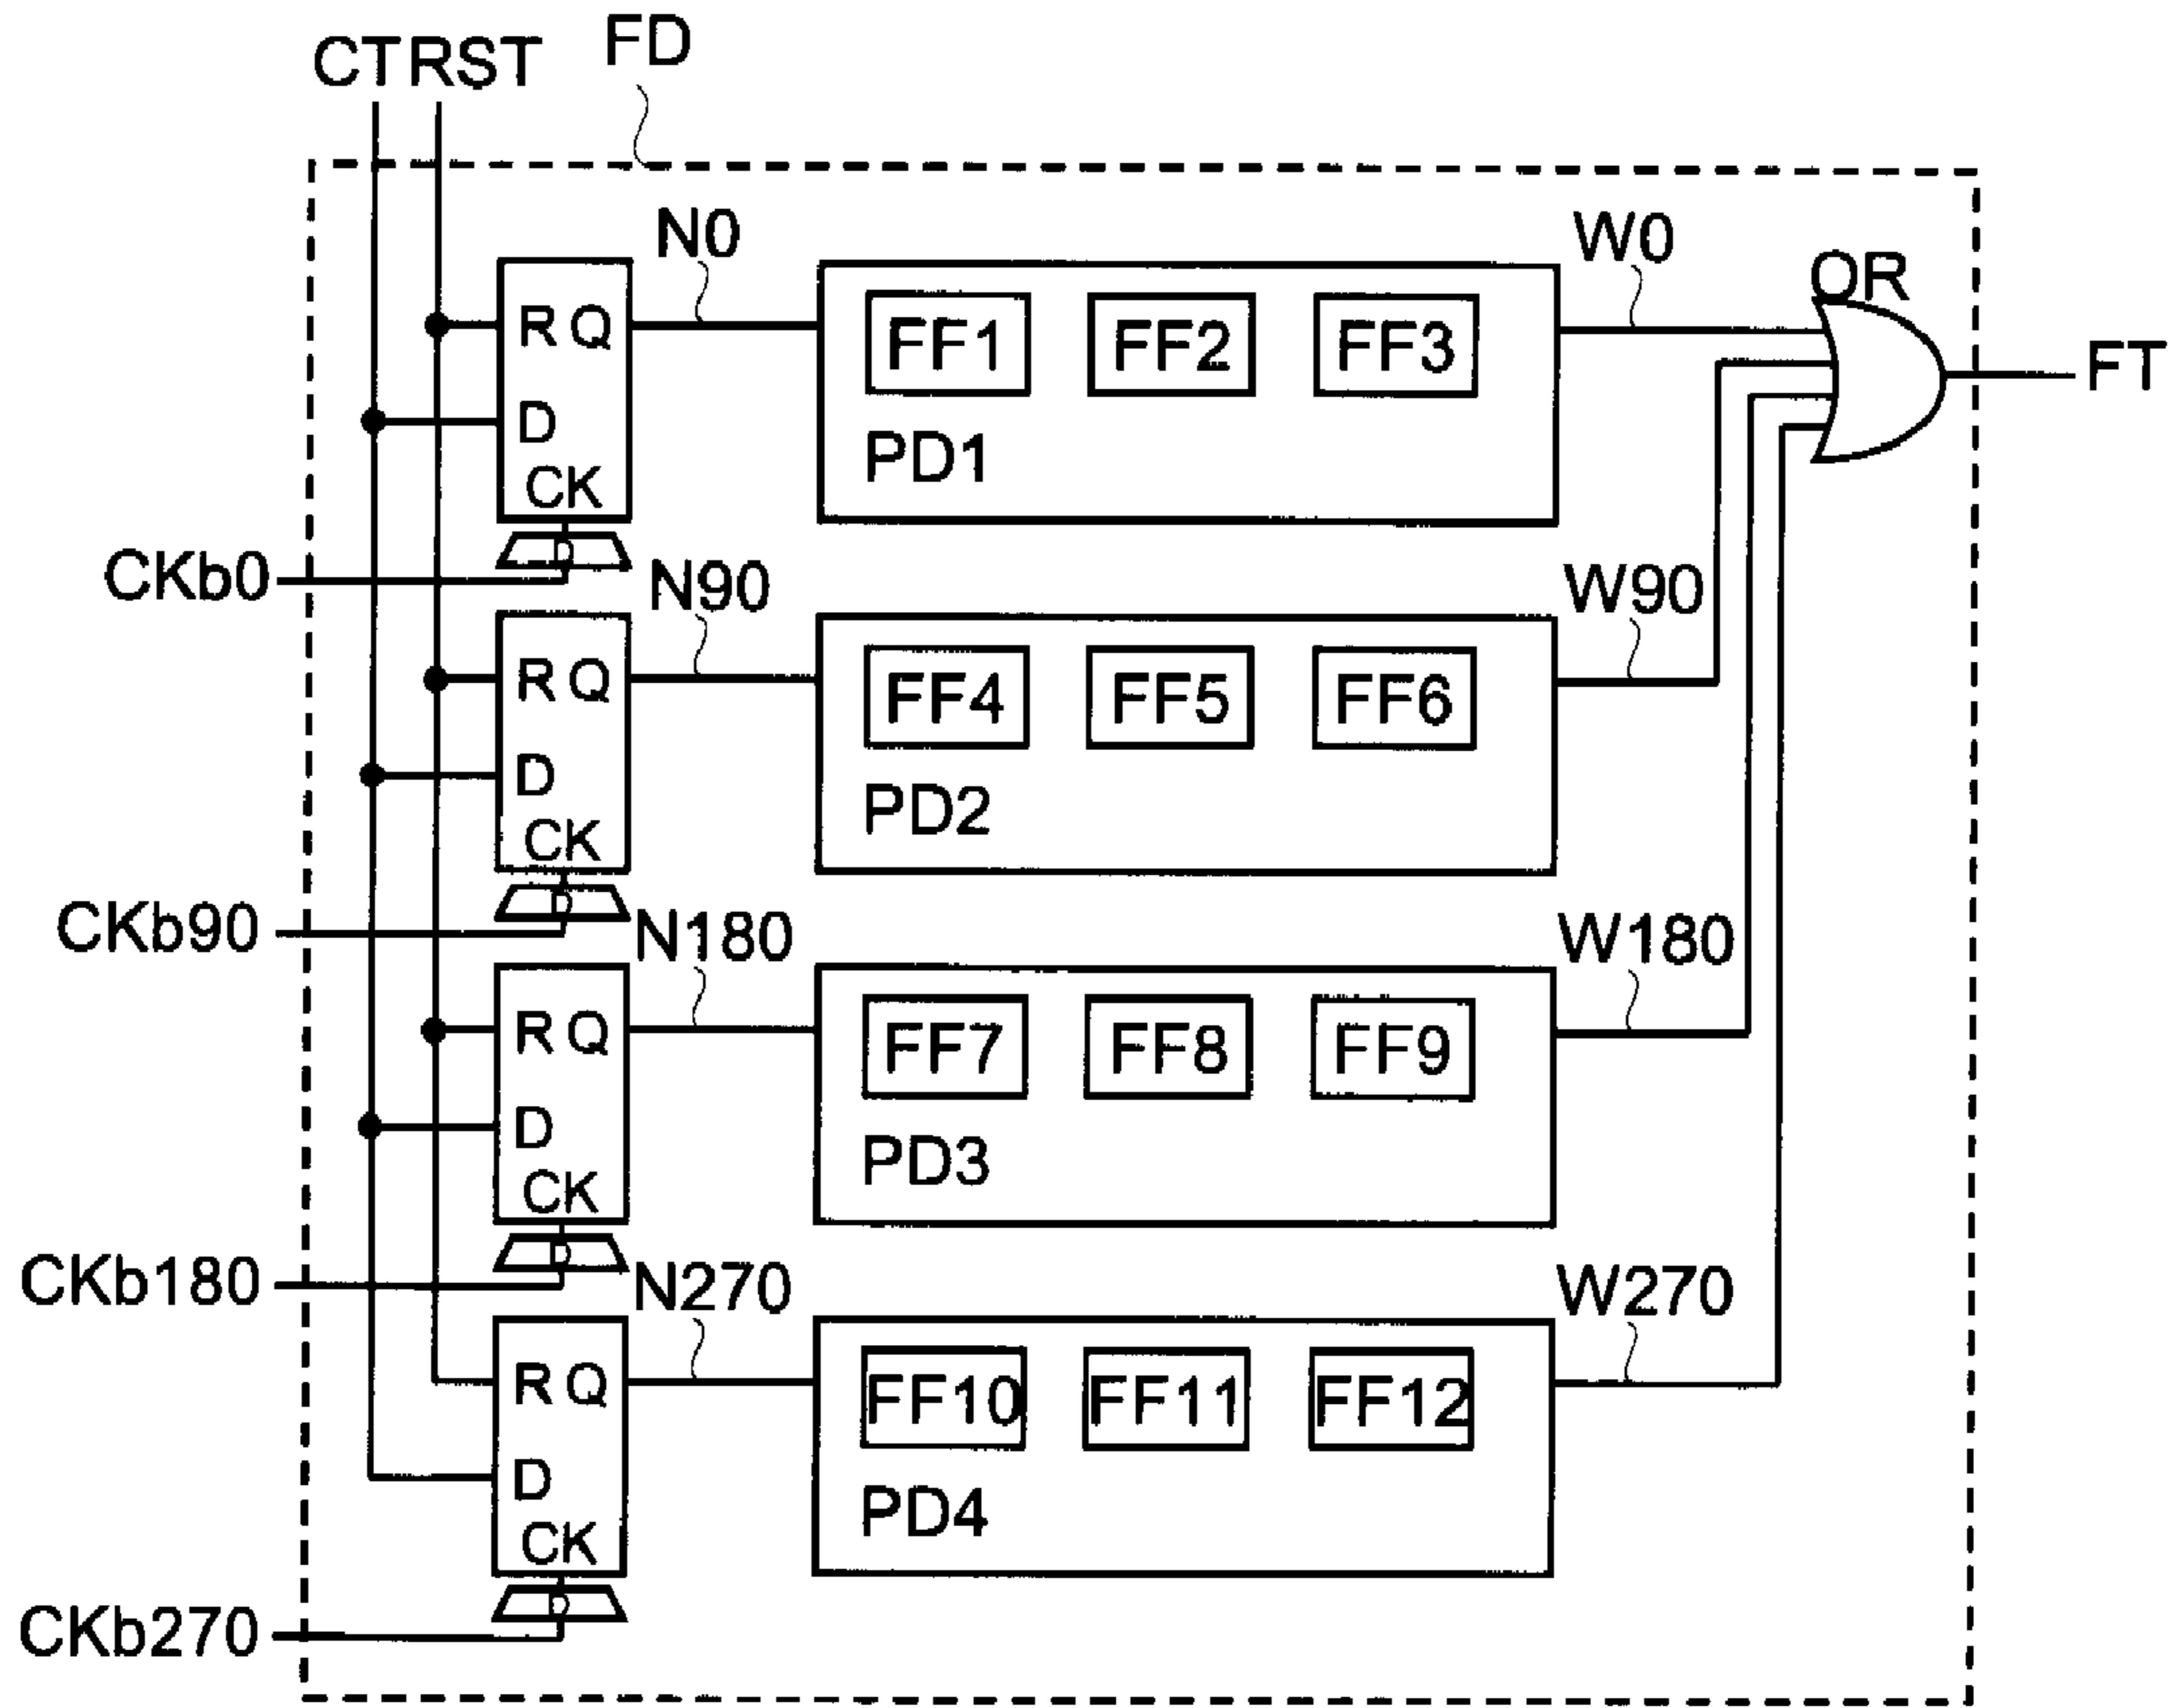 CTRST
FD
N0
W0
OR
R Q
FF1
FF2
FF3
FT
D
PD1
CK
CKb0
N90
W90
R Q
FF4
FF5
FF6
D
PD2
CK
CKb90
N180
W180
R Q
FF7
FF8
FF9
D
PD3
CK
CKb180
N270
W270
R Q
FF10
FF11
FF12
D
PD4
CK
CKb270